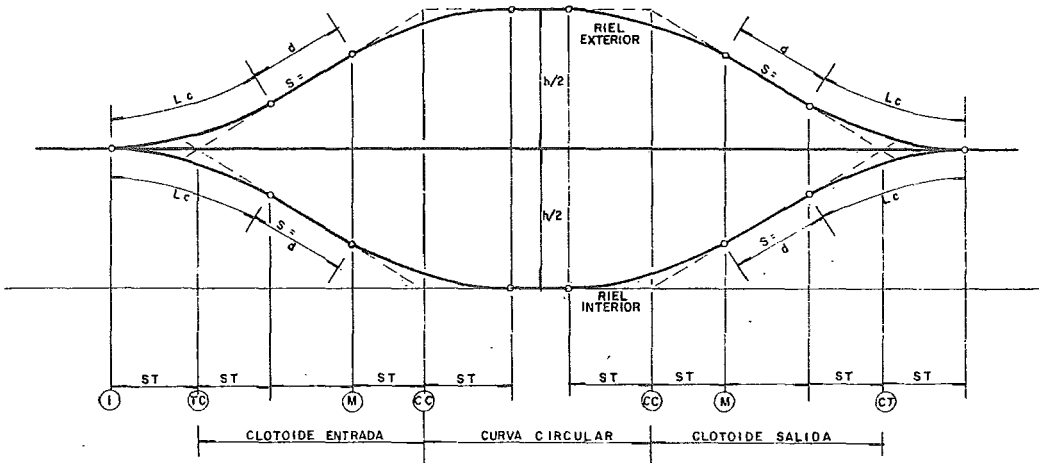 RIEL
EXTERIOR
d
S =
Lc
h/2
d
S =
Lc
Lc
S =
d
h/2
S =
d
Lc
RIEL
INTERIOR
ST
ST
ST
ST
ST
ST
ST
ST
I
TC
M
CC
CC
M
CT
CLOTOIDE ENTRADA
CURVA CIRCULAR
CLOTOIDE SALIDA